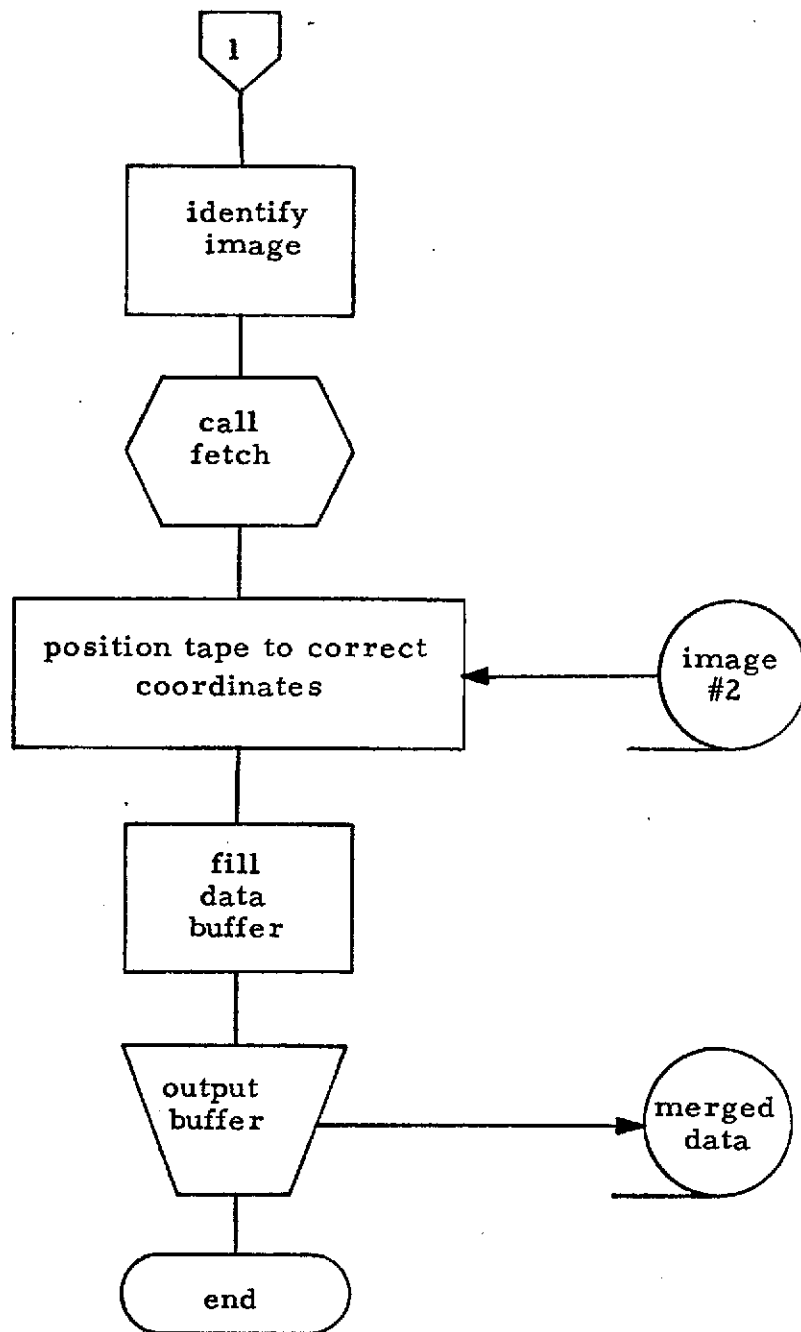 1
identify
image
call
fetch
position tape to correct
coordinates
image
#2
fill
data
buffer
output
buffer
merged
data
end